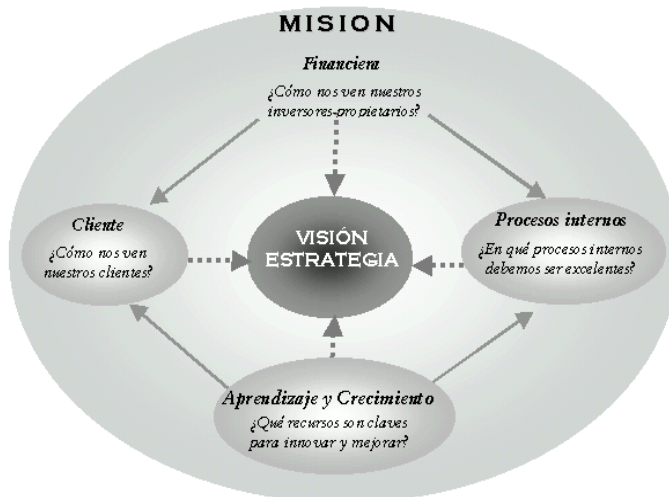 MISION
Financiera
¿Cómo nos ven nuestros
inversores-propietarios?
Cliente
¿Cómo nos ven
nuestros clientes?
VISIÓN
ESTRATEGIA
Procesos internos
¿En qué procesos internos
debemos ser excelentes?
Aprendizaje y Crecimiento
¿Qué recursos son claves
para innovar y mejorar?